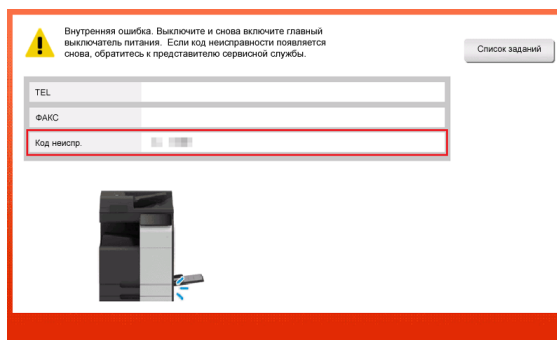 Внутренняя ошибка. Выключите и снова включите главный
выключатель питания. Если код неисправности появляется
снова, обратитесь к представителю сервисной службы.
Список заданий
TEL
ФАКС
Код неиспр.